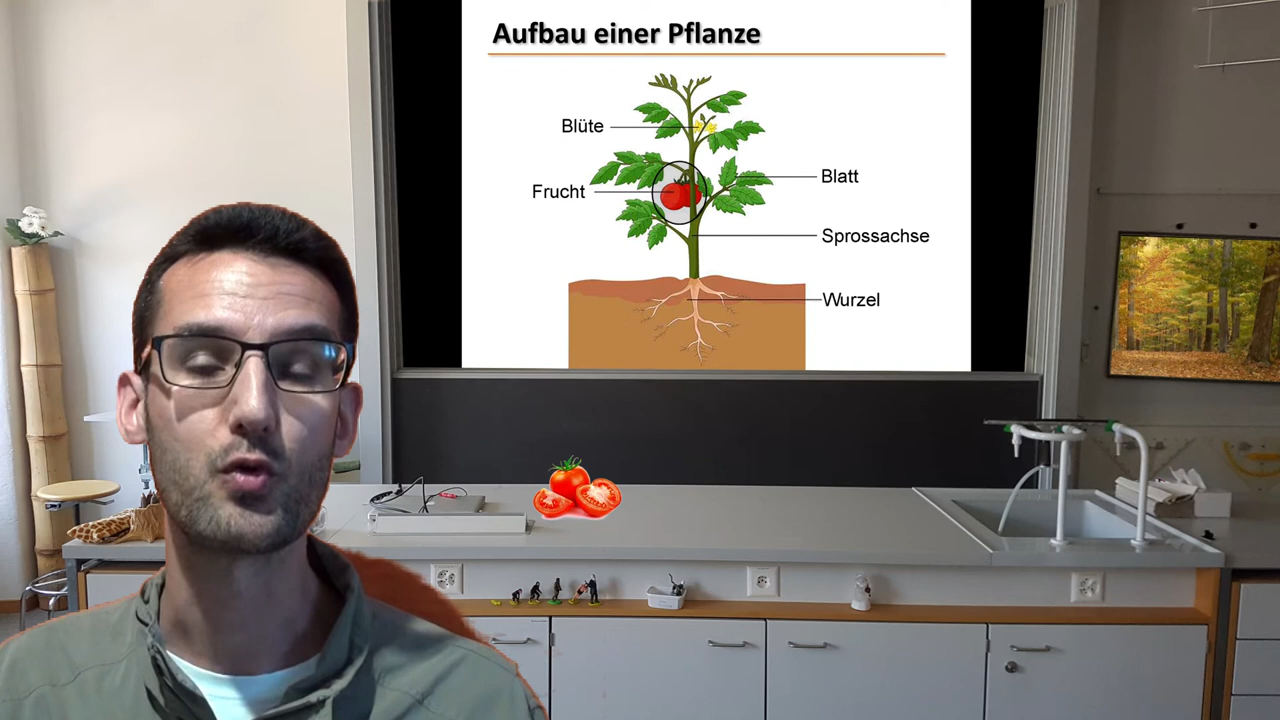 Aufbau einer Pflanze
Blüte
Blatt
Frucht
Sprossachse
Wurzel